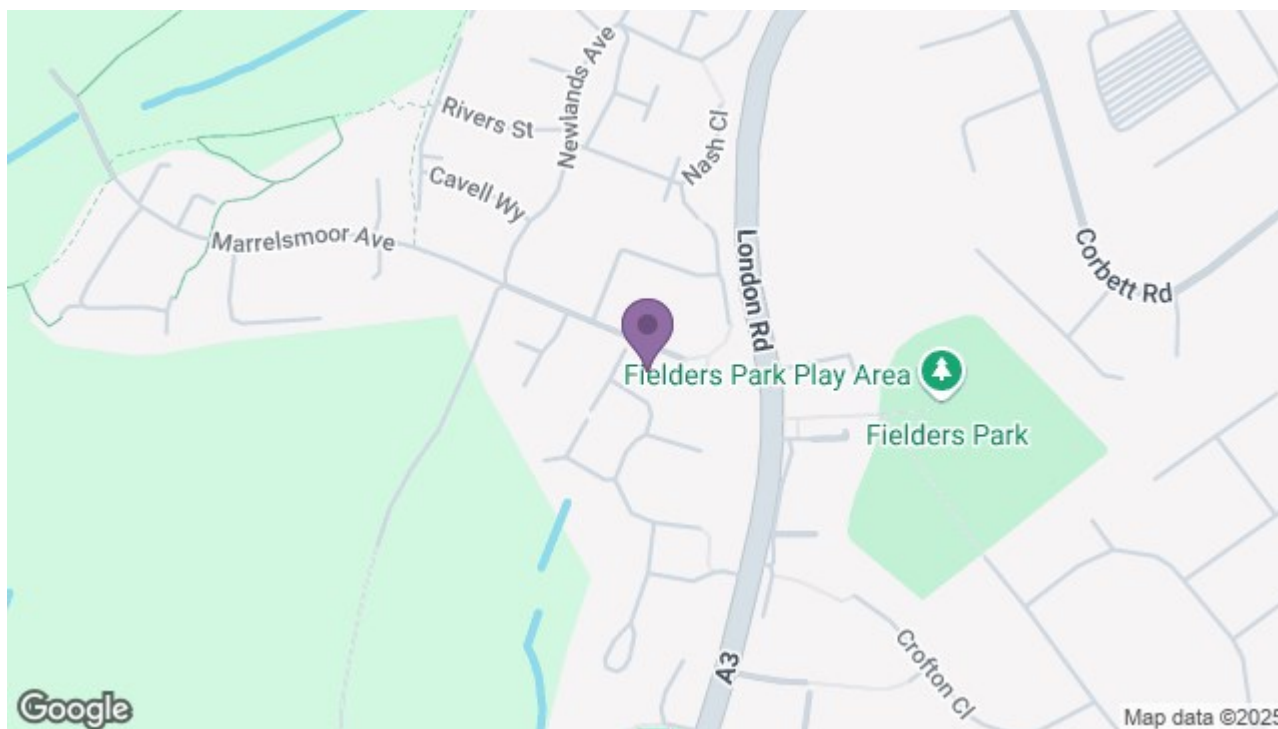 Newlands Ave
Rivers St
Nash Cl
Cavell Wy
Marrelsmoor Ave
London Rd
Corbett Rd
Fielders Park Play Area
Fielders Park
Crofton Cl
A3
Google
Map data ©2025